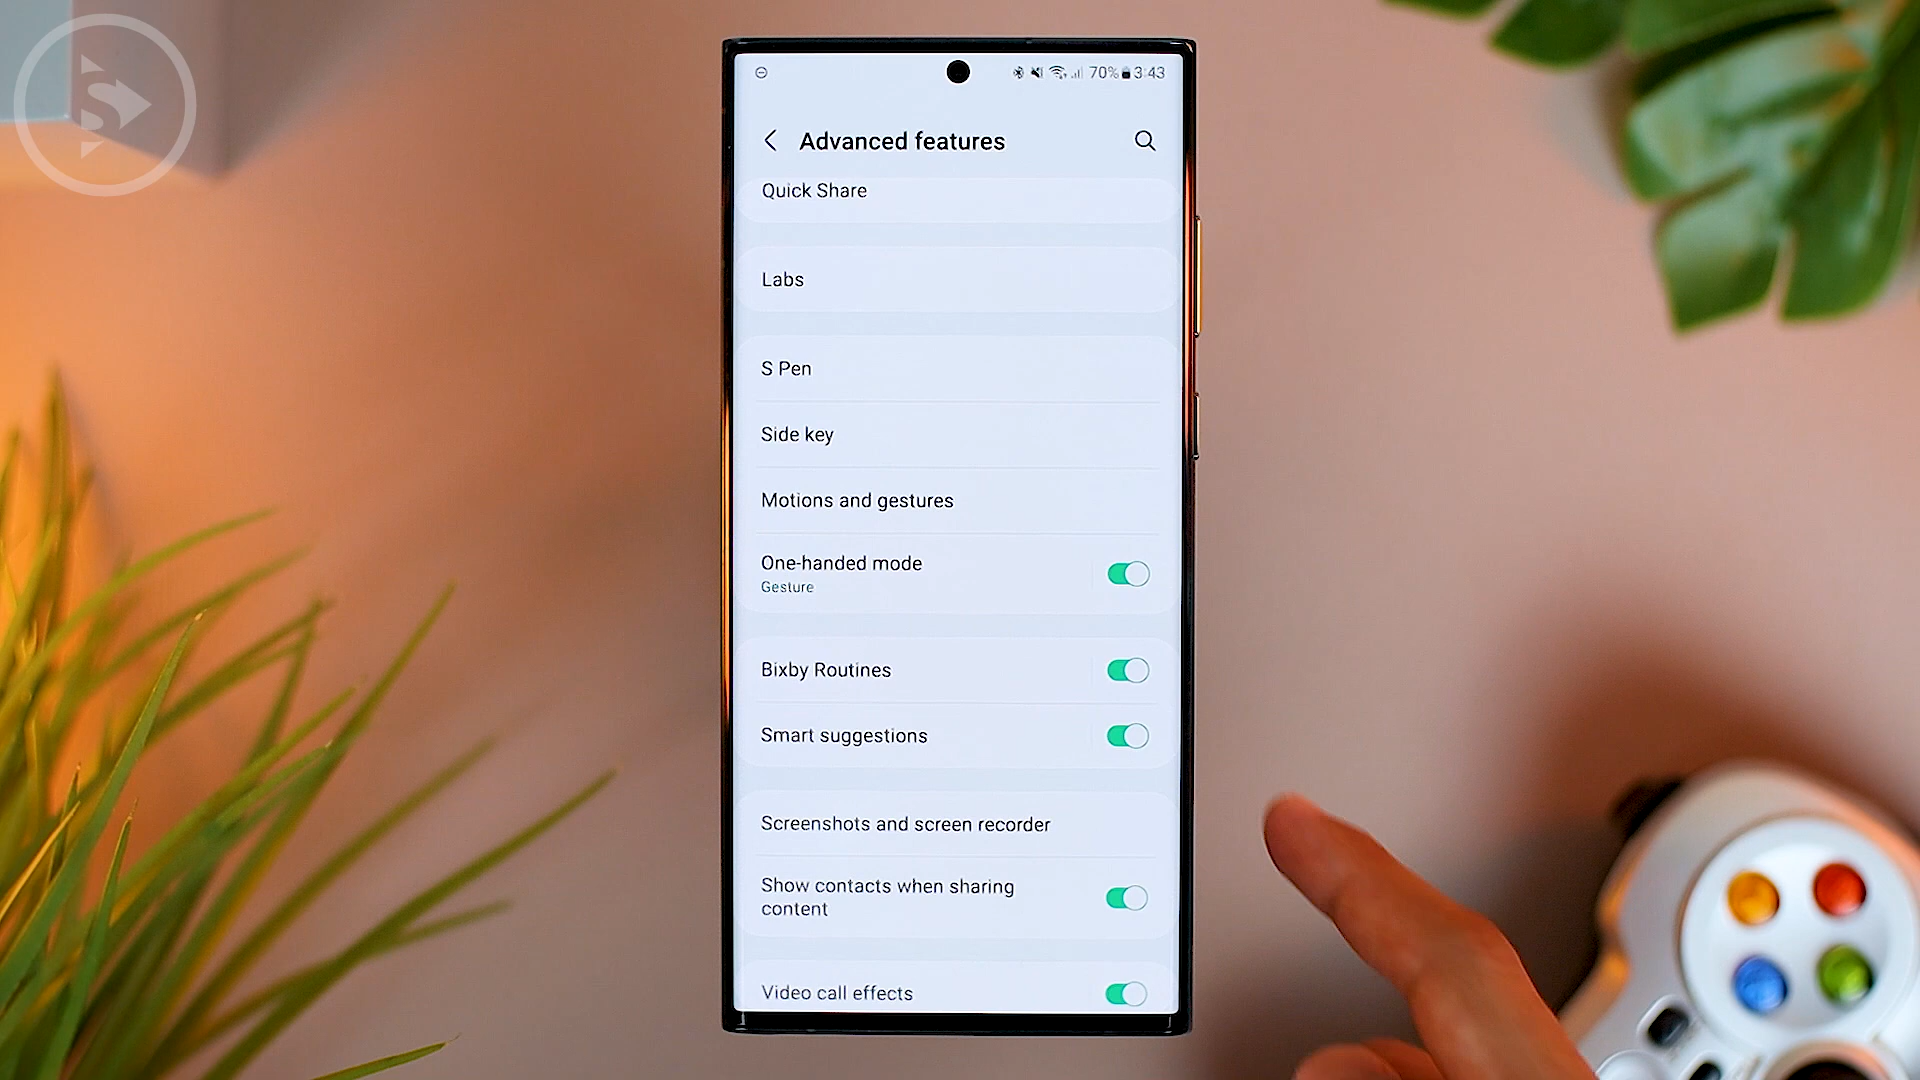 70% 3:43
Advanced features
Quick Share
Labs
S Pen
Side key
Motions and gestures
One-handed mode
Gesture
Bixby Routines
Smart suggestions
Screenshots and screen recorder
Show contacts when sharing
content
Video call effects